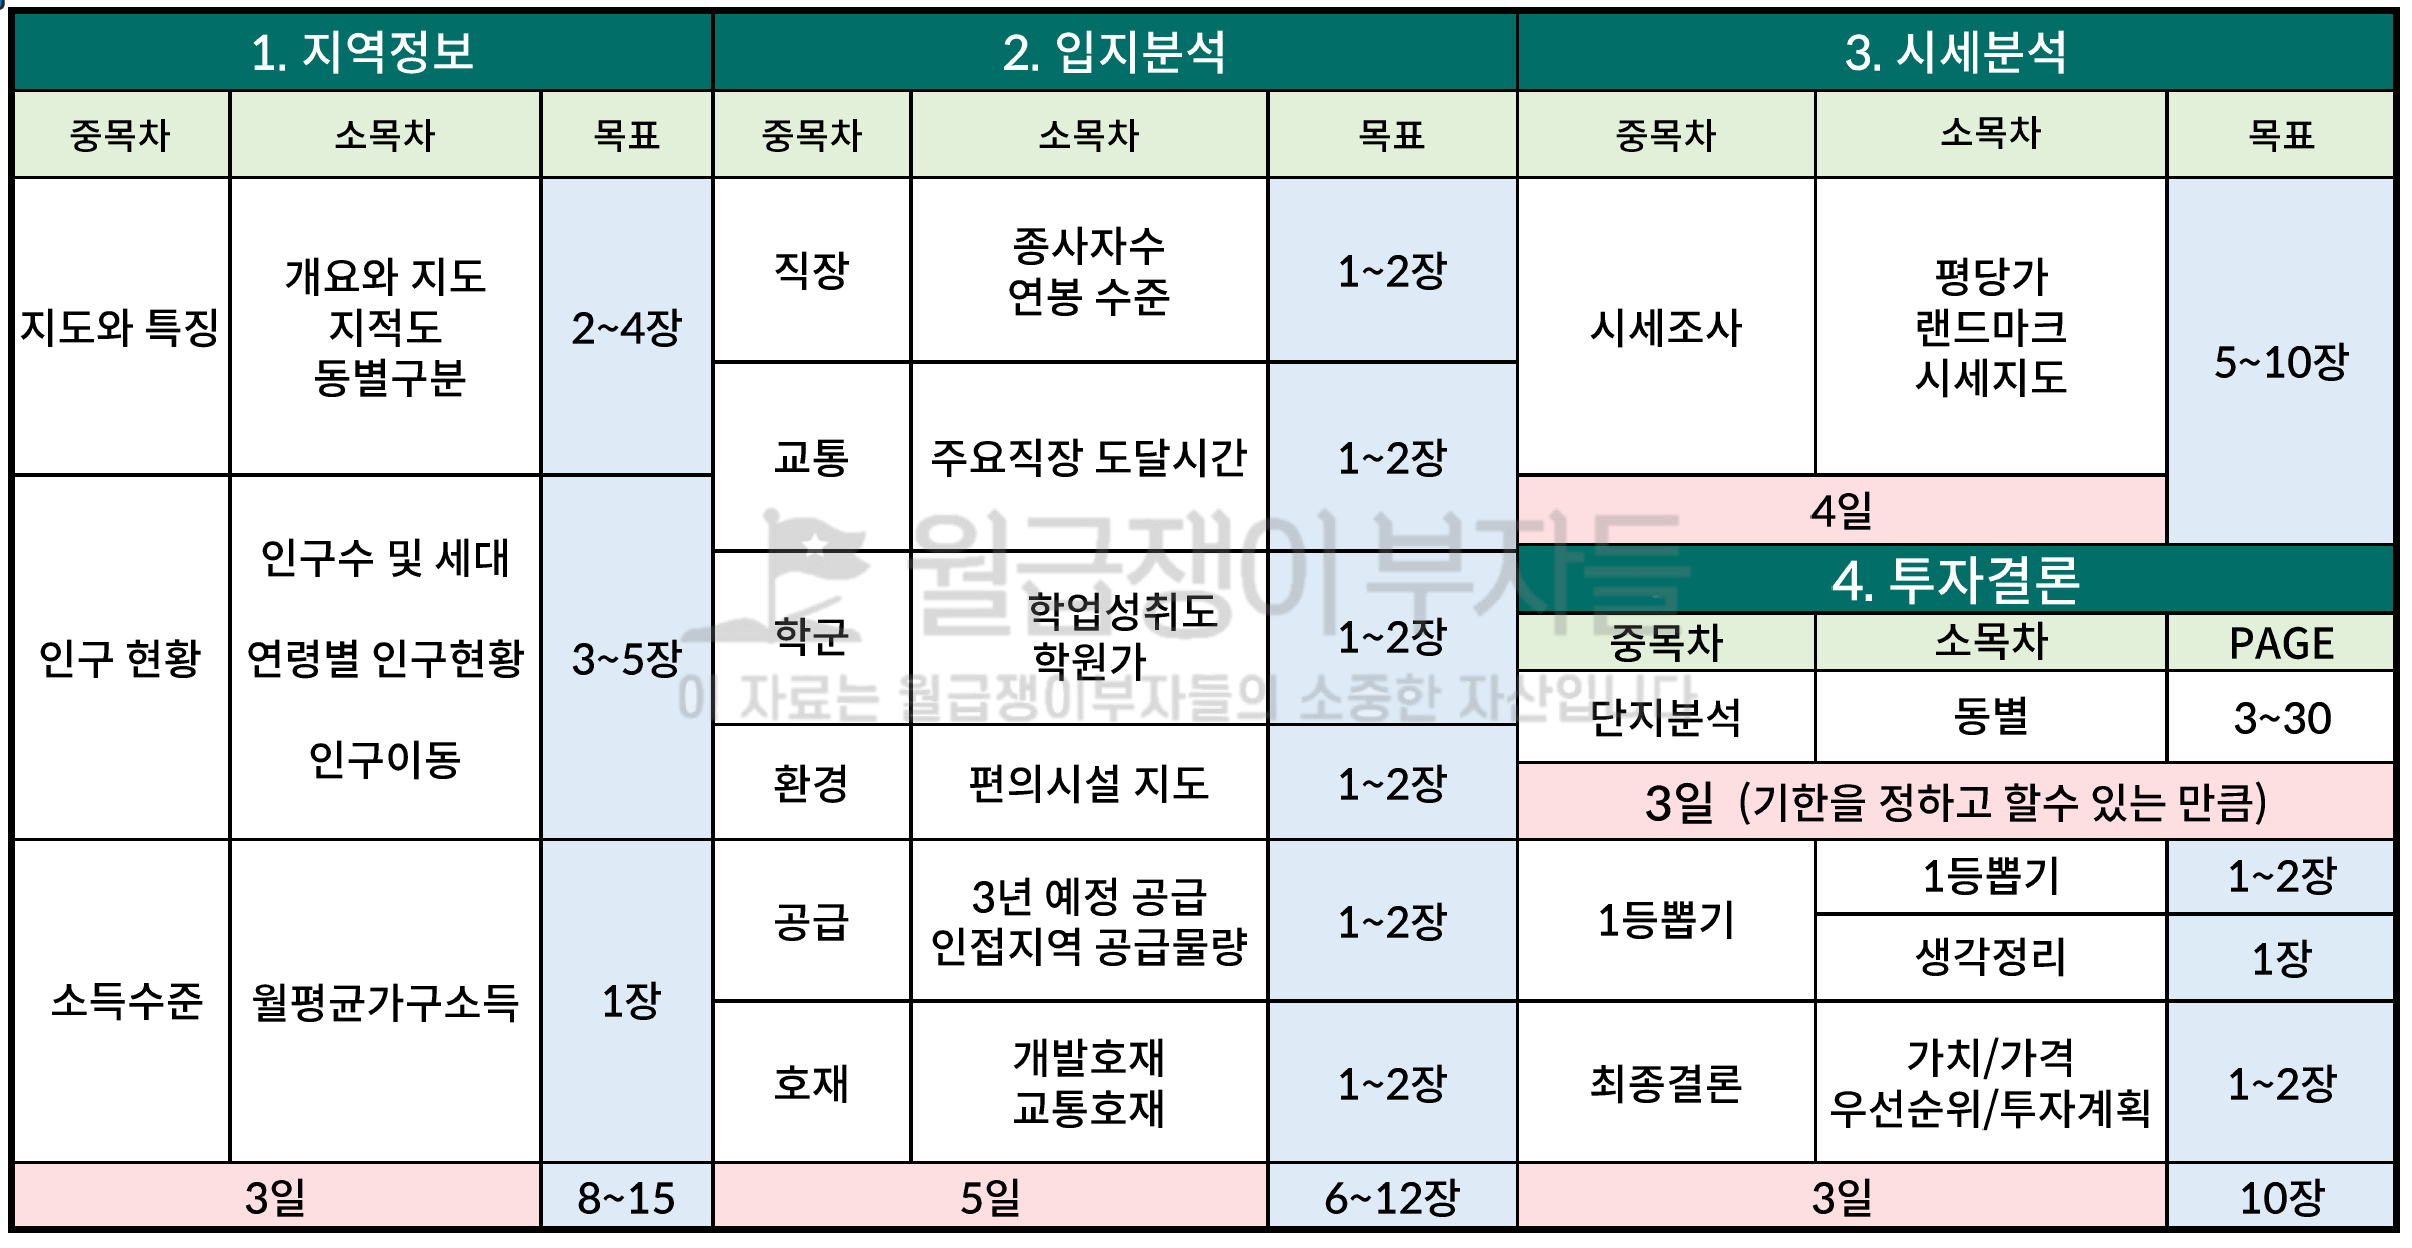 1. 지역정보
중목차 소목차 목표
지도와 특징
개요와 지도
지적도
동별구분
2~4장
인구 현황
인구수 및 세대
연령별 인구현황
인구이동
3~5장
소득수준
월평균가구소득
1장
3일
8~15
2. 입지분석
중목차 소목차 목표
직장
종사자수
연봉 수준
1~2장
교통
주요직장 도달시간
1~2장
학군
학업성취도
학원가
1~2장
환경
편의시설 지도
1~2장
공급
3년 예정 공급
인접지역 공급물량
1~2장
호재
개발호재
교통호재
1~2장
5일
6~12장
3. 시세분석
중목차 소목차 목표
시세조사
평당가
랜드마크
시세지도
5~10장
4일
4. 투자결론
중목차 소목차 PAGE
단지분석 동별 3~30
3일 (기한을 정하고 할수 있는 만큼)
1등뽑기
1등뽑기 1~2장
생각정리 1장
최종결론
가치/가격
우선순위/투자계획
1~2장
3일
10장
월급쟁이부자들
이 자료는 월급쟁이부자들의 소중한 자산입니다